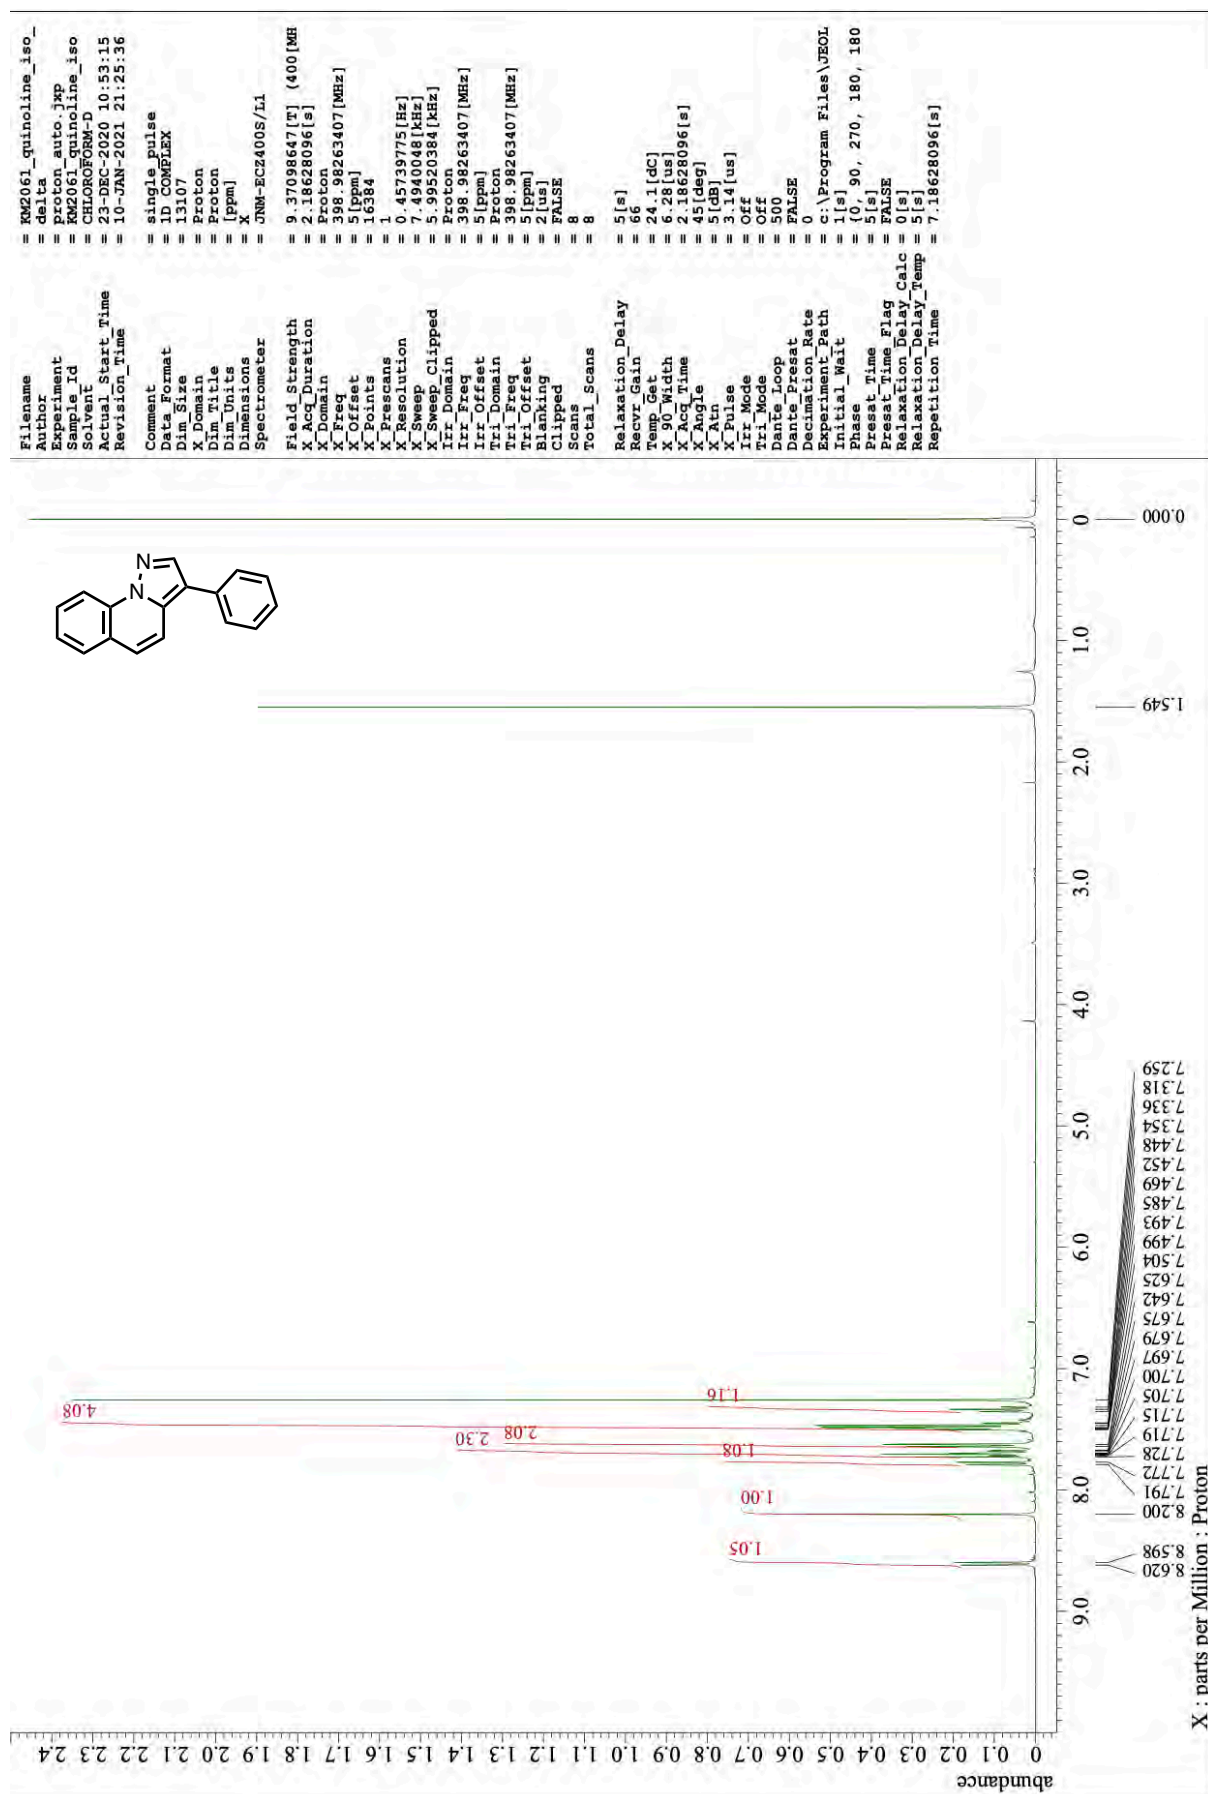 Filename = KM2061_quinoline_iso_
Author = delta
Experiment = proton_auto.jxp
Sample_Id = KM2061_quinoline_iso
Solvent = CHLOROFORM-D
Actual_Start_Time = 23-DEC-2020 10:53:15
Revision_Time = 10-JAN-2021 21:25:36
Comment = single_pulse
Data_Format = 1D COMPLEX
Dim_Size = 13107
X_Domain = Proton
Dim_Title = Proton
Dim_Units = [ppm]
Dimensions = X
Spectrometer = JNM-ECZ400S/L1
Field_Strength = 9.37098647[T] (400[MH
X_Acq_Duration = 2.18628096[s]
X_Domain = Proton
X_Freq = 398.98263407[MHz]
X_Offset = 5[ppm]
X_Points = 16384
X_Prescans = 1
X_Resolution = 0.45739775[Hz]
X_Sweep = 7.4940048[kHz]
X_Sweep_Clipped = 5.99520384[kHz]
Irr_Domain = Proton
Irr_Freq = 398.98263407[MHz]
Irr_Offset = 5[ppm]
Tri_Domain = Proton
Tri_Freq = 398.98263407[MHz]
Tri_Offset = 5[ppm]
Blanking = 2[us]
Clipped = FALSE
Scans = 8
Total_Scans = 8
Relaxation_Delay = 5[s]
Recvr_Gain = 66
Temp_Get = 24.1[dC]
X_90_Width = 6.28[us]
X_Acq_Time = 2.18628096[s]
X_Angle = 45[deg]
X_Atn = 5[dB]
X_Pulse = 3.14[us]
Irr_Mode = Off
Tri_Mode = Off
Dante_Loop = 500
Dante_Presat = FALSE
Decimation_Rate = 0
Experiment_Path = c:\Program Files\JEOL
Initial_Wait = 1[s]
Phase = {0, 90, 270, 180, 180
Presat_Time = 5[s]
Presat_Time_Flag = FALSE
Relaxation_Delay_Calc = 0[s]
Relaxation_Delay_Temp = 5[s]
Repetition_Time = 7.18628096[s]
N
N
abundance
0 0.1 0.2 0.3 0.4 0.5 0.6 0.7 0.8 0.9 1.0 1.1 1.2 1.3 1.4 1.5 1.6 1.7 1.8 1.9 2.0 2.1 2.2 2.3 2.4
1.05
1.00
1.08
2.30
2.08
4.08
1.16
9.0 8.0 7.0 6.0 5.0 4.0 3.0 2.0 1.0 0
8.620
8.598
8.200
7.791
7.772
7.728
7.719
7.715
7.705
7.700
7.697
7.679
7.675
7.642
7.625
7.504
7.499
7.493
7.485
7.469
7.452
7.448
7.354
7.336
7.318
7.259
1.549
0.000
X : parts per Million : Proton